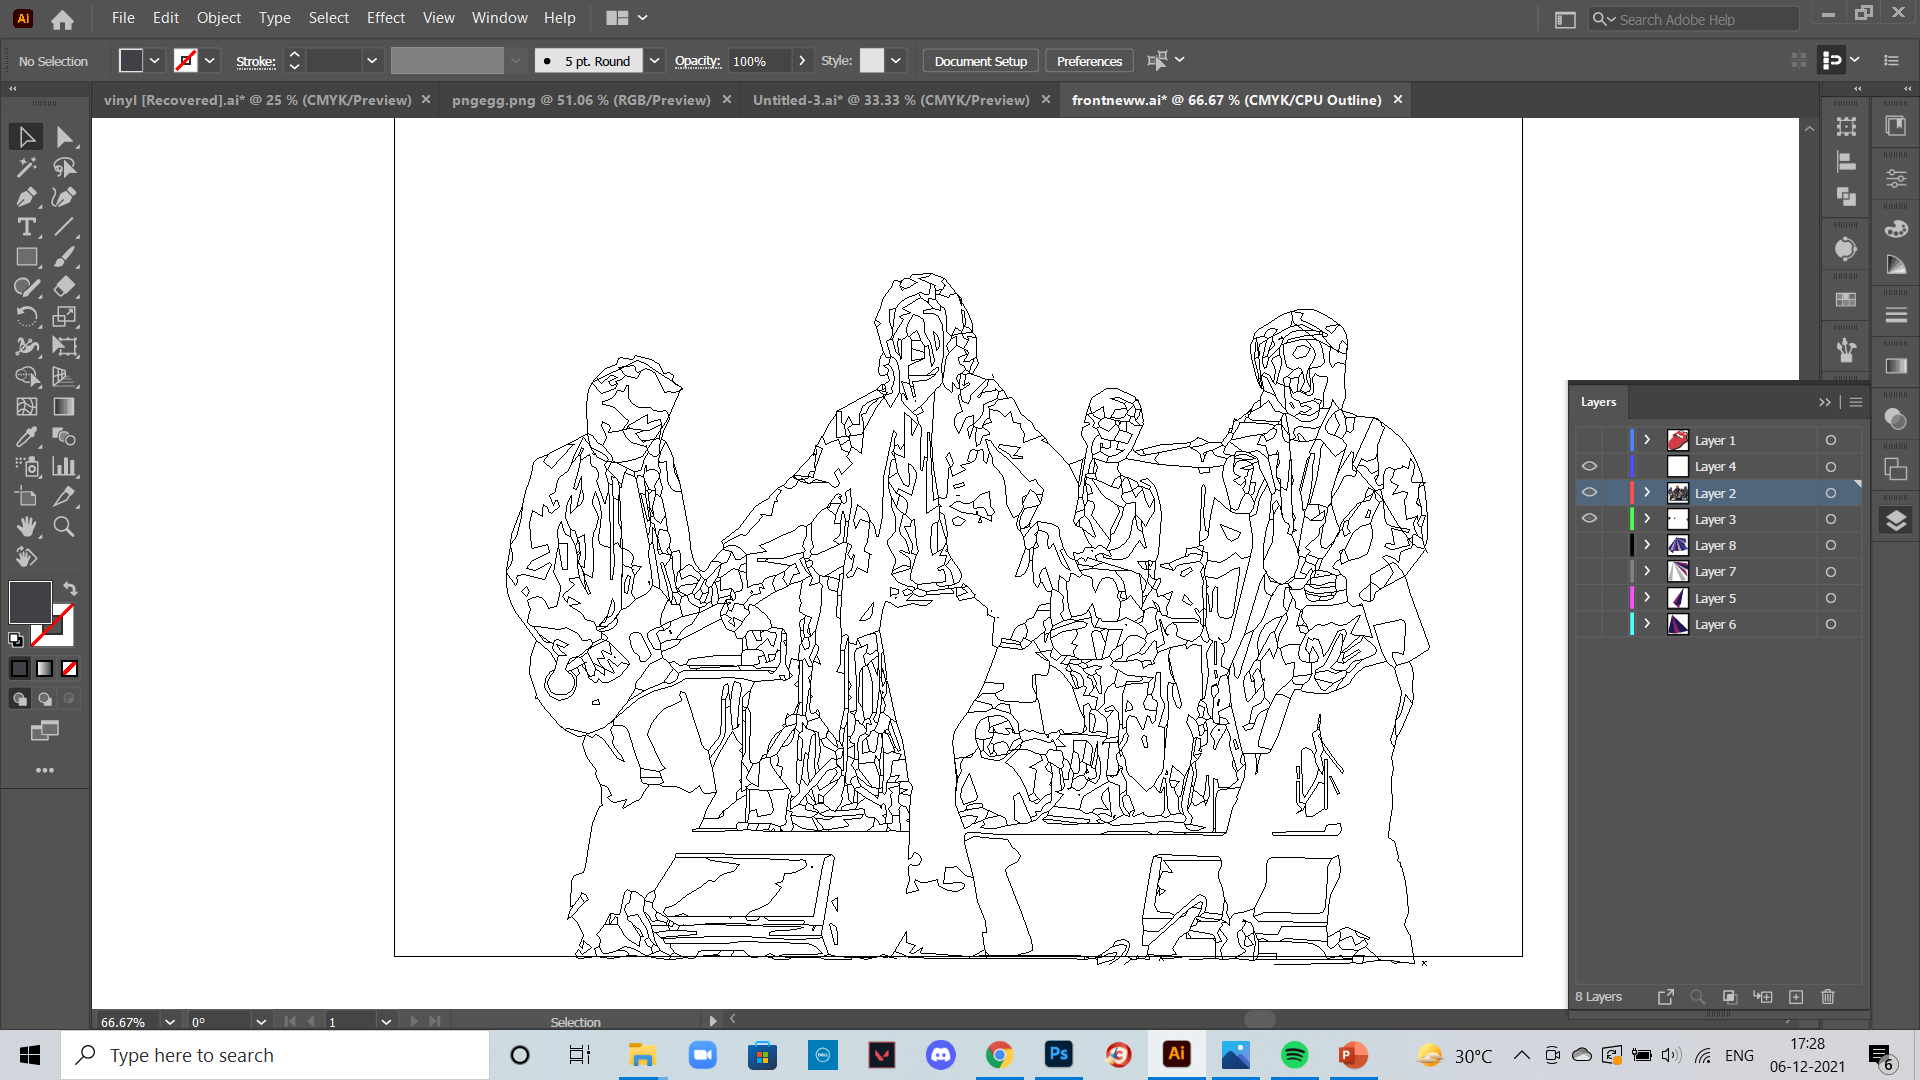 Ai File Edit Object Type Select Effect View Window Help Search Adobe Help
No Selection Stroke: 5 pt. Round Opacity: 100% Style: Document Setup Preferences
vinyl [Recovered].ai* @ 25 % (CMYK/Preview) pngegg.png @ 51.06 % (RGB/Preview) Untitled-3.ai* @ 33.33 % (CMYK/Preview) frontneww.ai* @ 66.67 % (CMYK/CPU Outline)
Layers
Layer 1
Layer 4
Layer 2
Layer 3
Layer 8
Layer 7
Layer 5
Layer 6
8 Layers
66.67% 0° 1 Selection
Type here to search DELL Ps Ai P 30°C ENG 17:28
06-12-2021 6